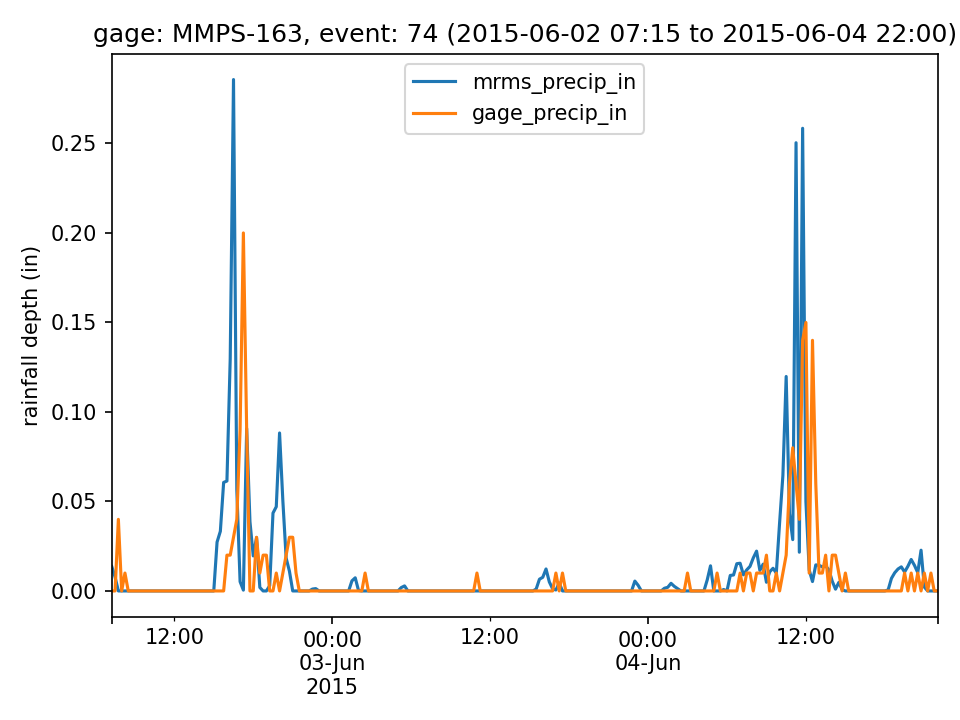 gage: MMPS-163, event: 74 (2015-06-02 07:15 to 2015-06-04 22:00)
mrms_precip_in
gage_precip_in
rainfall depth (in)
0.25
0.20
0.15
0.10
0.05
0.00
12:00
00:00
03-Jun
2015
12:00
00:00
04-Jun
12:00